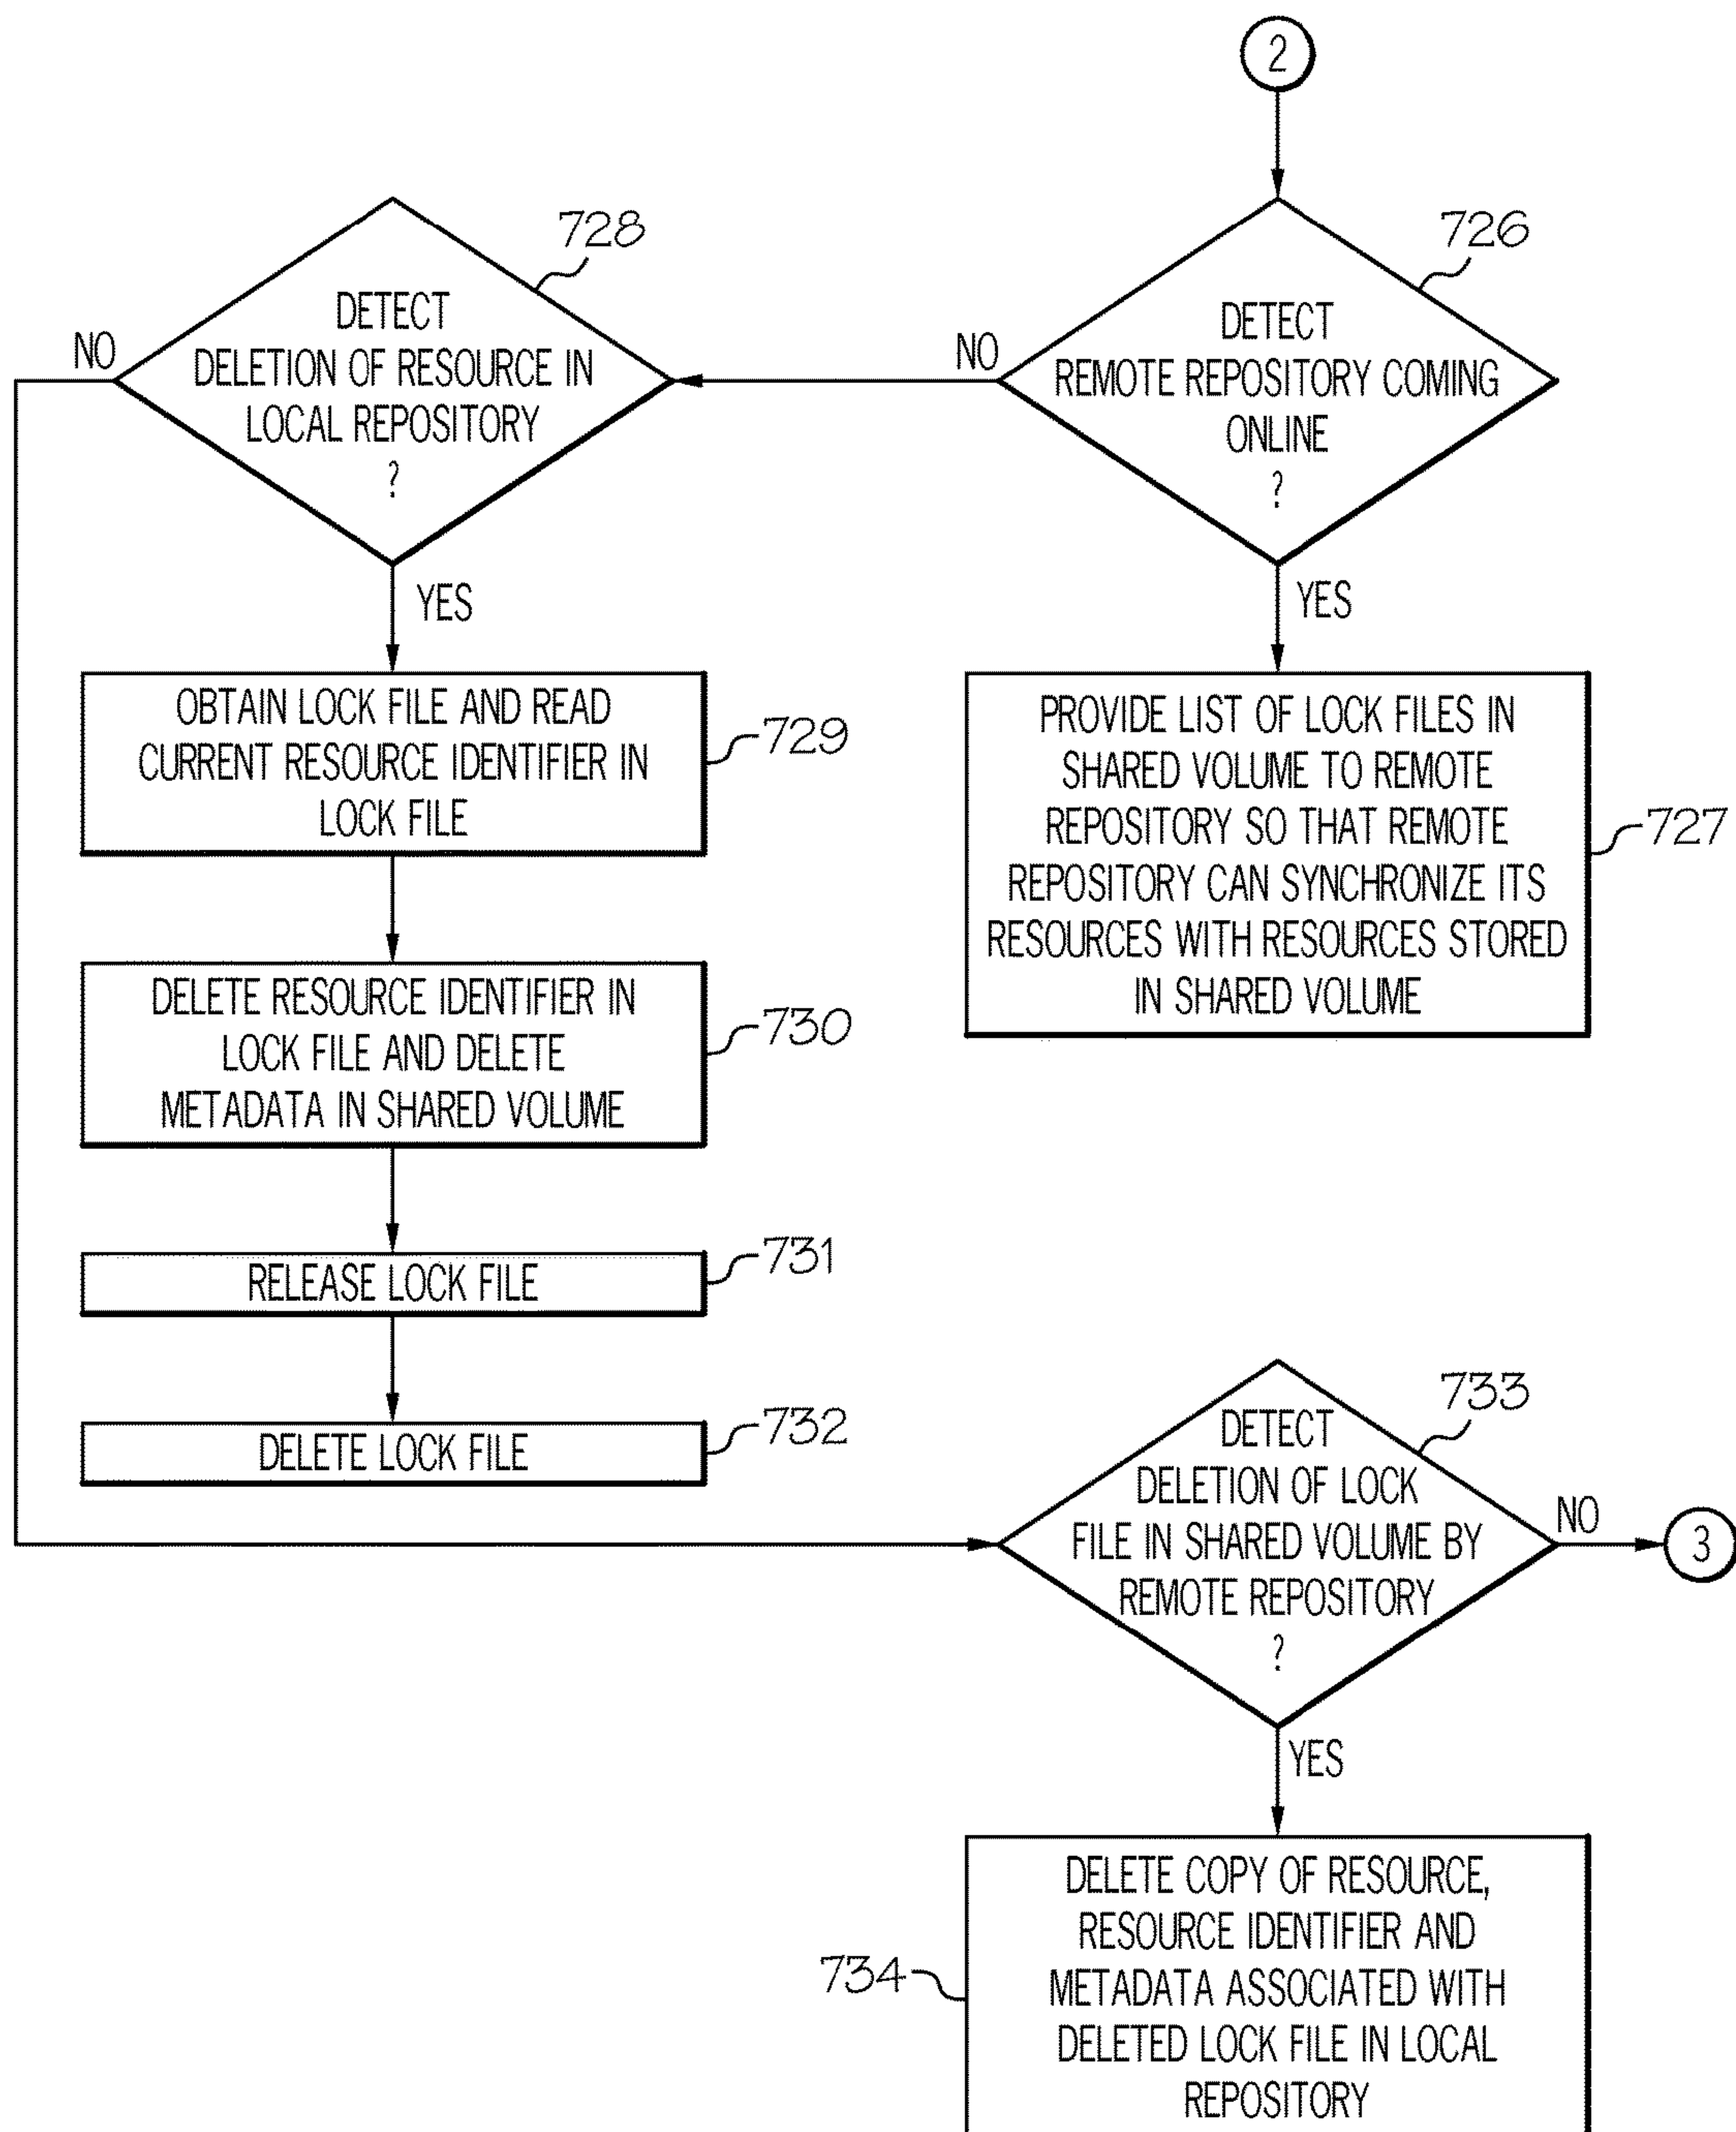 2
726
DETECT
REMOTE REPOSITORY COMING
ONLINE
?
NO
YES
728
DETECT
DELETION OF RESOURCE IN
LOCAL REPOSITORY
?
NO
YES
PROVIDE LIST OF LOCK FILES IN
SHARED VOLUME TO REMOTE
REPOSITORY SO THAT REMOTE
REPOSITORY CAN SYNCHRONIZE ITS
RESOURCES WITH RESOURCES STORED
IN SHARED VOLUME
727
OBTAIN LOCK FILE AND READ
CURRENT RESOURCE IDENTIFIER IN
LOCK FILE
729
DELETE RESOURCE IDENTIFIER IN
LOCK FILE AND DELETE
METADATA IN SHARED VOLUME
730
RELEASE LOCK FILE
731
DELETE LOCK FILE
732
733
DETECT
DELETION OF LOCK
FILE IN SHARED VOLUME BY
REMOTE REPOSITORY
?
NO
3
YES
DELETE COPY OF RESOURCE,
RESOURCE IDENTIFIER AND
METADATA ASSOCIATED WITH
DELETED LOCK FILE IN LOCAL
REPOSITORY
734